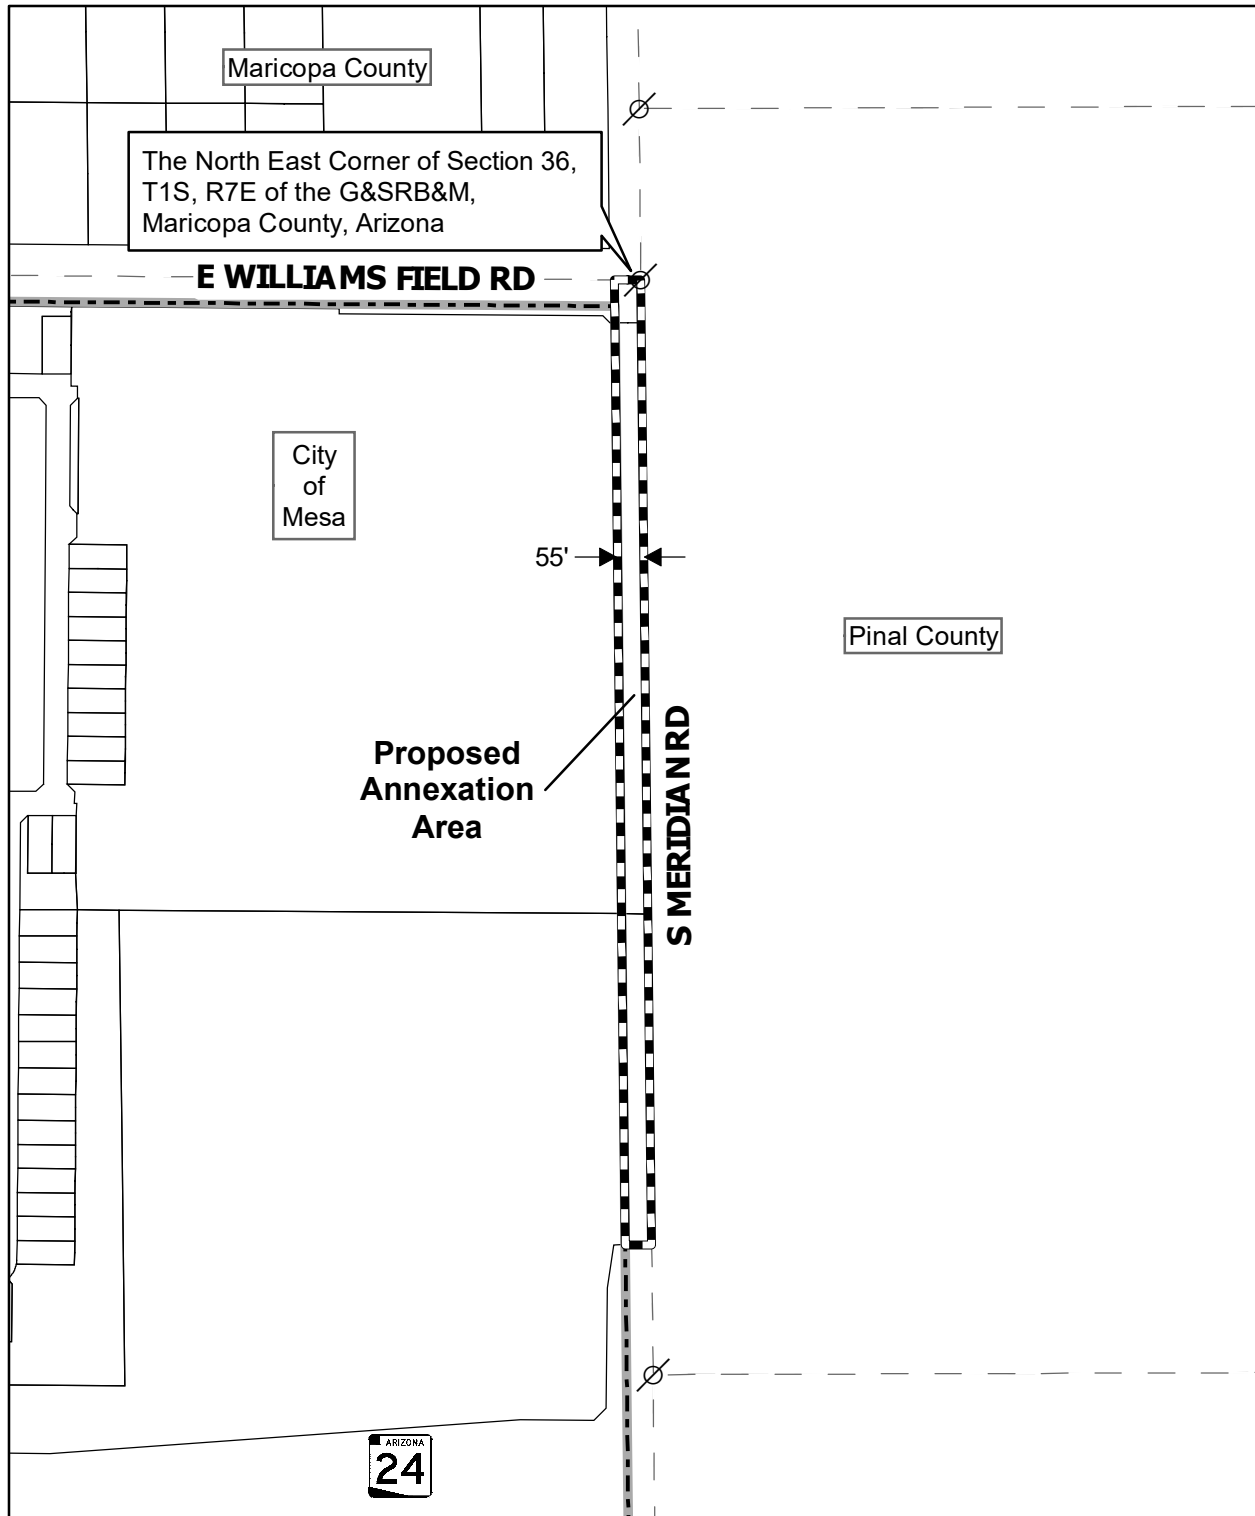 Maricopa County
The North East Corner of Section 36,
T1S, R7E of the G&SRB&M,
Maricopa County, Arizona
E WILLIAMS FIELD RD
City
of
Mesa
55'
Pinal County
Proposed
Annexation
Area
S MERIDIAN RD
ARIZONA
24